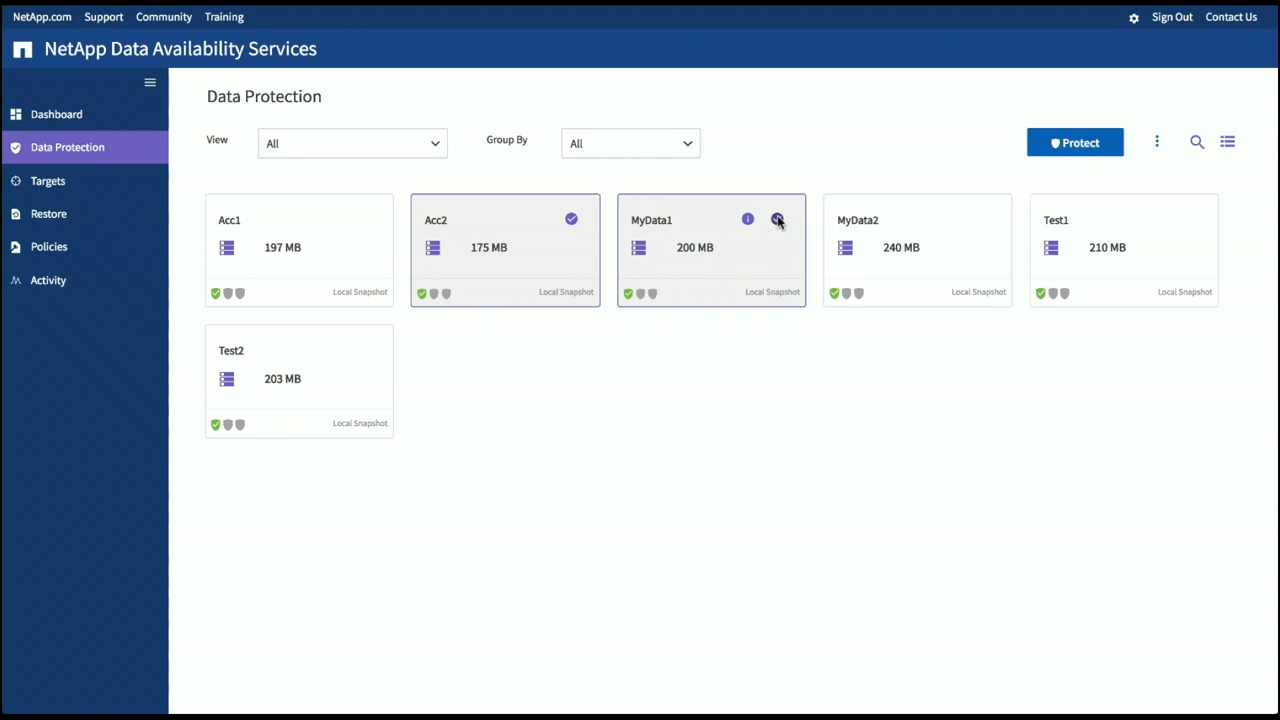 NetApp.com Support Community Training Sign Out Contact Us
NetApp Data Availability Services
Dashboard
Data Protection
Targets
Restore
Policies
Activity
Data Protection
View All Group By All Protect
Acc1
197 MB
Local Snapshot
Acc2
175 MB
Local Snapshot
MyData1
200 MB
Local Snapshot
MyData2
240 MB
Local Snapshot
Test1
210 MB
Local Snapshot
Test2
203 MB
Local Snapshot